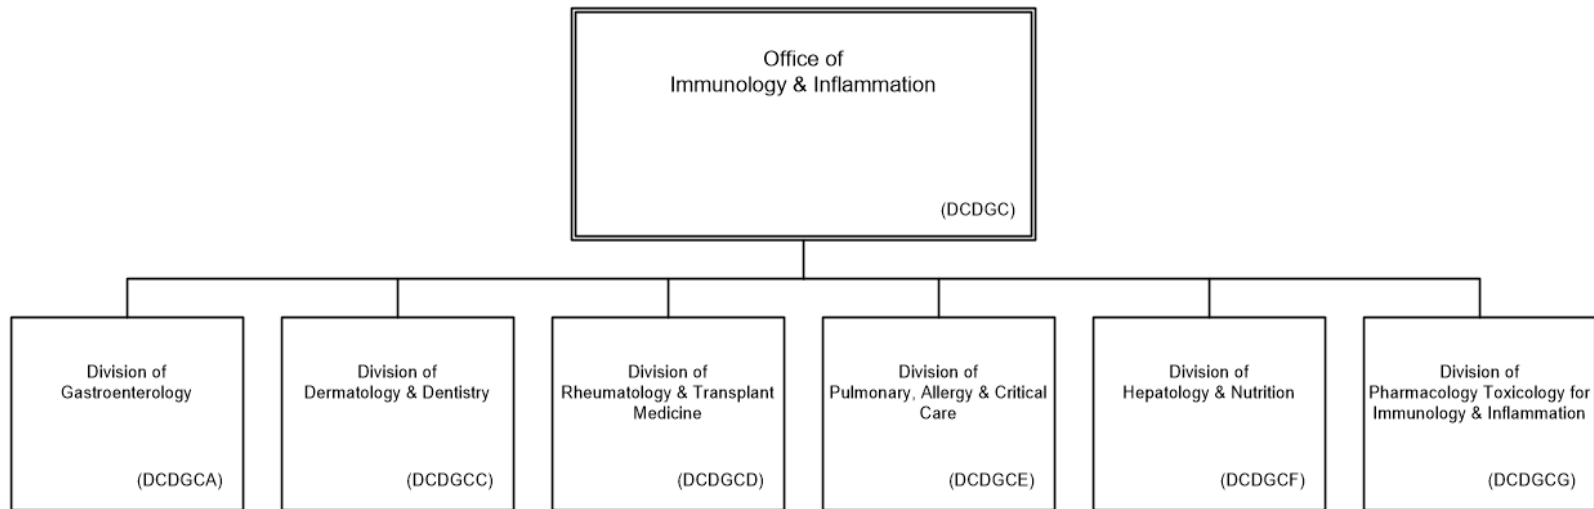 Office of
Immunology & Inflammation
(DCDGC)
Division of
Gastroenterology
(DCDGCA)
Division of
Dermatology & Dentistry
(DCDGCC)
Division of
Rheumatology & Transplant
Medicine
(DCDGCD)
Division of
Pulmonary, Allergy & Critical
Care
(DCDGCE)
Division of
Hepatology & Nutrition
(DCDGCF)
Division of
Pharmacology Toxicology for
Immunology & Inflammation
(DCDGCG)